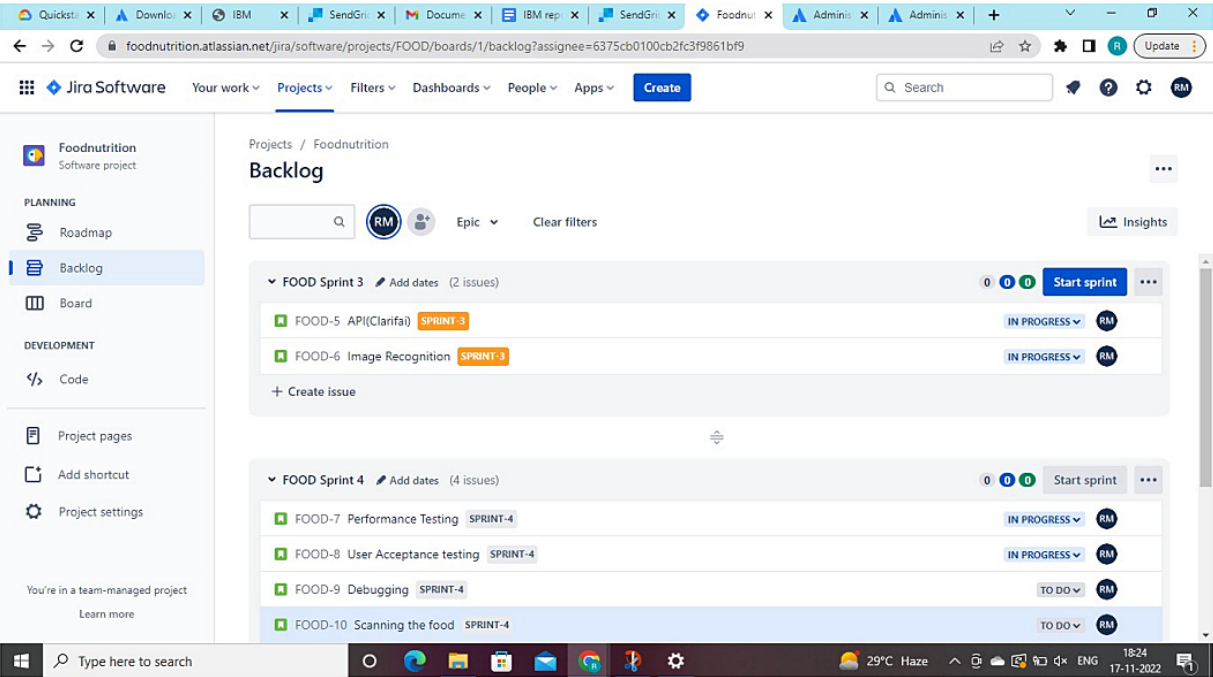 Quicksta
Downloa
IBM
SendGri
Docume
IBM rep
SendGri
Foodnut
Adminis
Adminis
foodnutrition.atlassian.net/jira/software/projects/FOOD/boards/1/backlog?assignee=6375cb0100cb2fc3f9861bf9
R
Update
Jira Software Your work Projects Filters Dashboards People Apps Create Search RM
Foodnutrition
Software project
PLANNING
Roadmap
Backlog
Board
DEVELOPMENT
Code
Project pages
Add shortcut
Project settings
You're in a team-managed project
Learn more
Projects / Foodnutrition
Backlog
RM Epic Clear filters Insights
FOOD Sprint 3 Add dates (2 issues) 0 0 0 Start sprint
FOOD-5 API(Clarifai) SPRINT-3 IN PROGRESS RM
FOOD-6 Image Recognition SPRINT-3 IN PROGRESS RM
+ Create issue
FOOD Sprint 4 Add dates (4 issues) 0 0 0 Start sprint
FOOD-7 Performance Testing SPRINT-4 IN PROGRESS RM
FOOD-8 User Acceptance testing SPRINT-4 IN PROGRESS RM
FOOD-9 Debugging SPRINT-4 TO DO RM
FOOD-10 Scanning the food SPRINT-4 TO DO RM
Type here to search
29°C Haze
ENG
18:24
17-11-2022
1